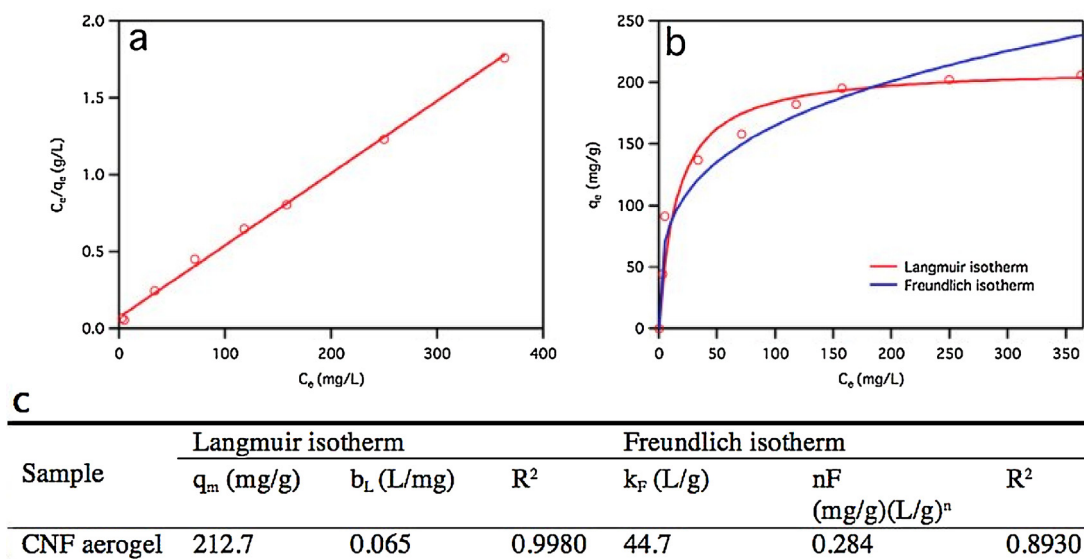 a
2.0
1.5
1.0
0.5
0.0
Cₑ/qₑ (g/L)
0 100 200 300 400
Cₑ (mg/L)
b
250
200
150
100
50
0
qₑ (mg/g)
Langmuir isotherm
Freundlich isotherm
0 50 100 150 200 250 300 350
Cₑ (mg/L)
C
Langmuir isotherm Freundlich isotherm
Sample qₘ (mg/g) b_L (L/mg) R² k_F (L/g) nF R²
(mg/g)(L/g)ⁿ
CNF aerogel 212.7 0.065 0.9980 44.7 0.284 0.8930